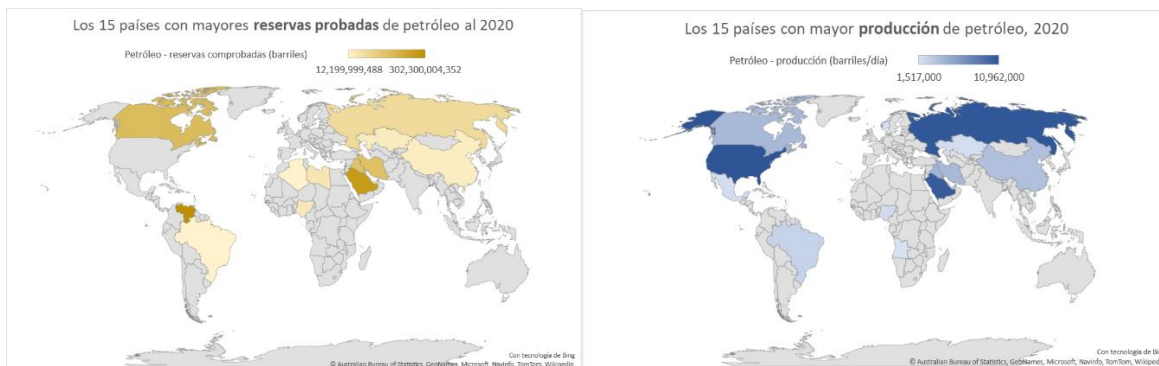 Los 15 países con mayores reservas probadas de petróleo al 2020
Petróleo - reservas comprobadas (barriles)
12,199,999,488 302,300,004,352
Con tecnología de Bing
© Australian Bureau of Statistics, GeoNames, Microsoft, Navinfo, TomTom, Wikipedia
Los 15 países con mayor producción de petróleo, 2020
Petróleo - producción (barriles/día)
1,517,000 10,962,000
Con tecnología de Bin
© Australian Bureau of Statistics, GeoNames, Microsoft, Navinfo, TomTom, Wikiped